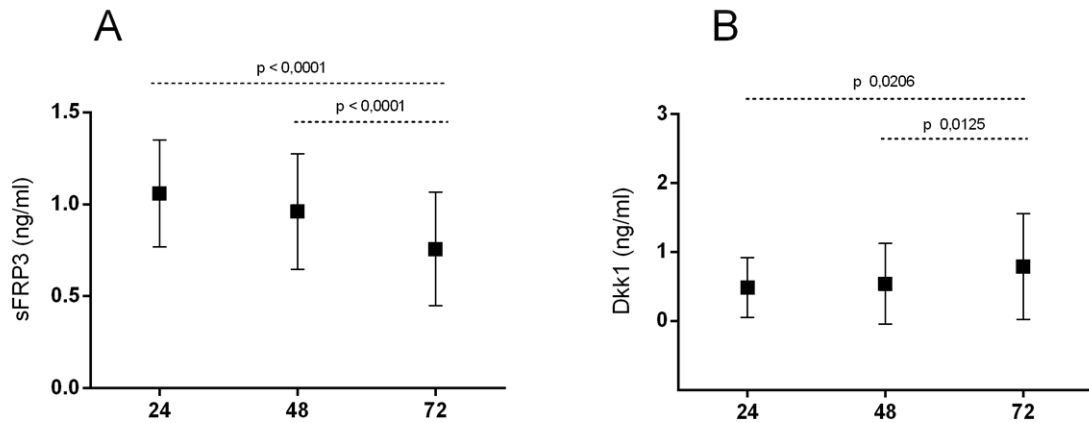 A
p < 0,0001
p < 0,0001
sFRP3 (ng/ml)
1.5
1.0
0.5
0.0
24 48 72
B
p 0,0206
p 0,0125
Dkk1 (ng/ml)
3
2
1
0
24 48 72